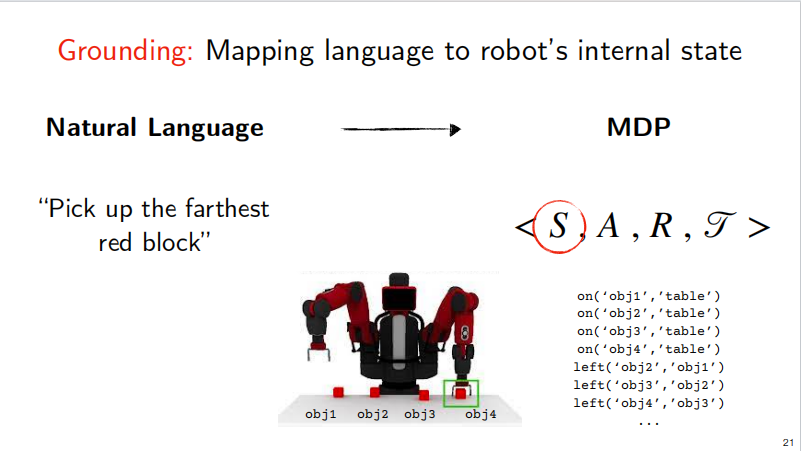 Grounding: Mapping language to robot's internal state
Natural Language
MDP
“Pick up the farthest
red block”
< S , A , R , 𝒯 >
on(‘obj1’,’table’)
on(‘obj2’,’table’)
on(‘obj3’,’table’)
on(‘obj4’,’table’)
left(‘obj2’,’obj1’)
left(‘obj3’,’obj2’)
left(‘obj4’,’obj3’)
...
obj1 obj2 obj3 obj4
21